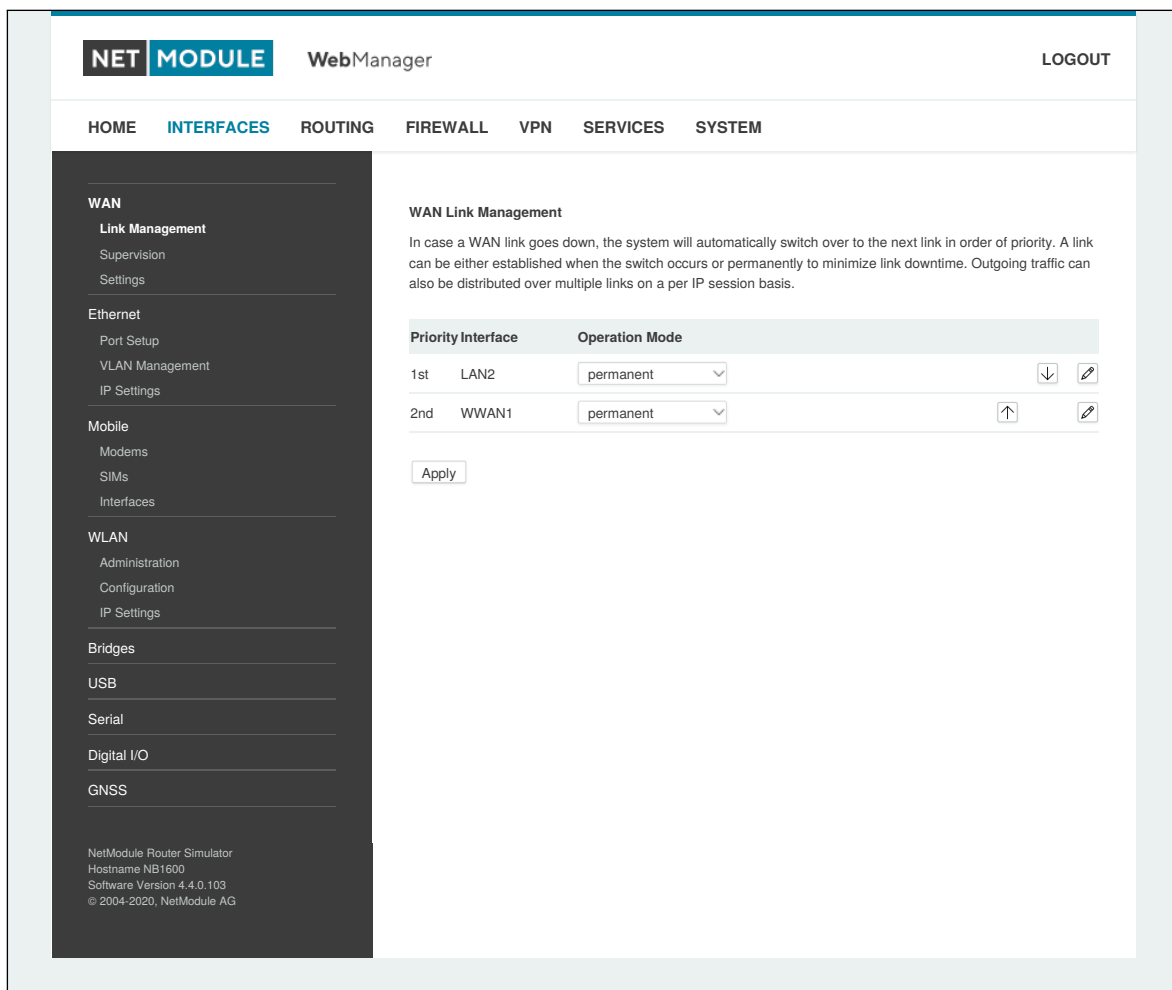 NET MODULE WebManager LOGOUT
HOME INTERFACES ROUTING FIREWALL VPN SERVICES SYSTEM
WAN
Link Management
Supervision
Settings
Ethernet
Port Setup
VLAN Management
IP Settings
Mobile
Modems
SIMs
Interfaces
WLAN
Administration
Configuration
IP Settings
Bridges
USB
Serial
Digital I/O
GNSS
NetModule Router Simulator
Hostname NB1600
Software Version 4.4.0.103
© 2004-2020, NetModule AG
WAN Link Management
In case a WAN link goes down, the system will automatically switch over to the next link in order of priority. A link
can be either established when the switch occurs or permanently to minimize link downtime. Outgoing traffic can
also be distributed over multiple links on a per IP session basis.
Priority Interface Operation Mode
1st LAN2 permanent
2nd WWAN1 permanent
Apply